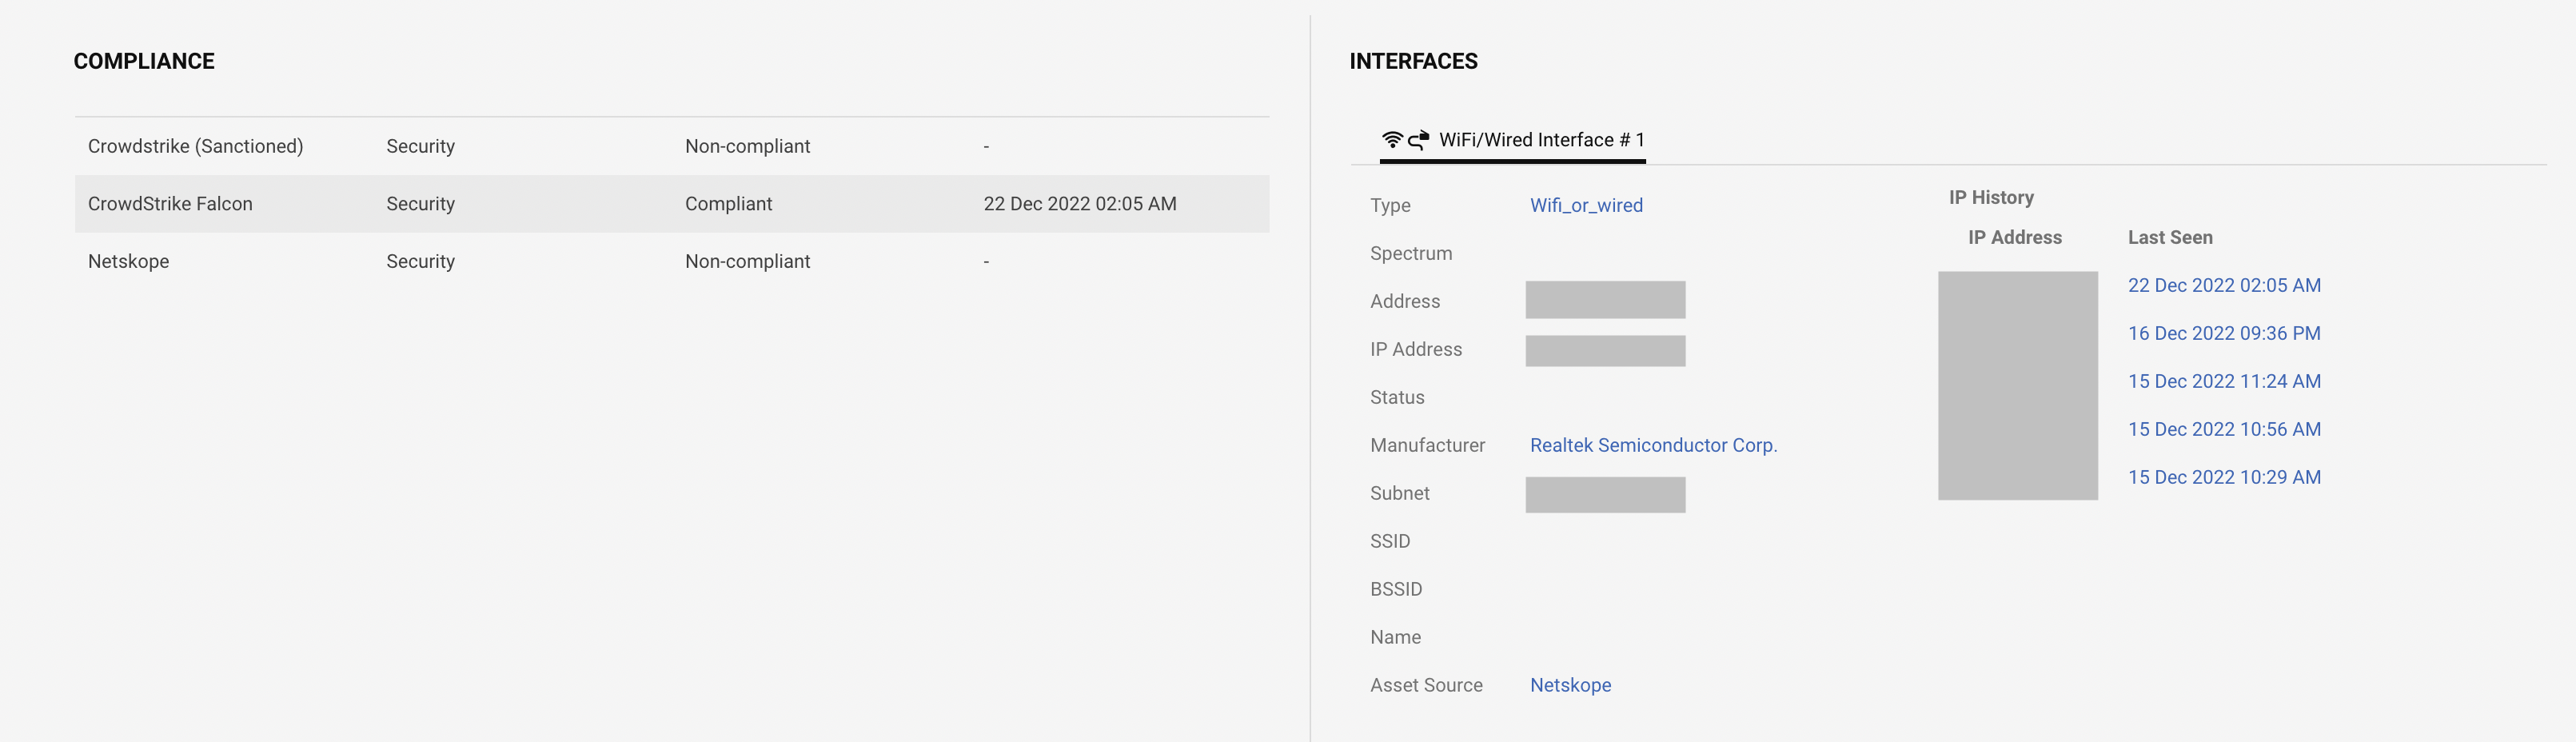 COMPLIANCE
Crowdstrike (Sanctioned) Security Non-compliant -
CrowdStrike Falcon Security Compliant 22 Dec 2022 02:05 AM
Netskope Security Non-compliant -
INTERFACES
WiFi/Wired Interface # 1
Type Wifi_or_wired
Spectrum
Address
IP Address
Status
Manufacturer Realtek Semiconductor Corp.
Subnet
SSID
BSSID
Name
Asset Source Netskope
IP History
IP Address Last Seen
22 Dec 2022 02:05 AM
16 Dec 2022 09:36 PM
15 Dec 2022 11:24 AM
15 Dec 2022 10:56 AM
15 Dec 2022 10:29 AM